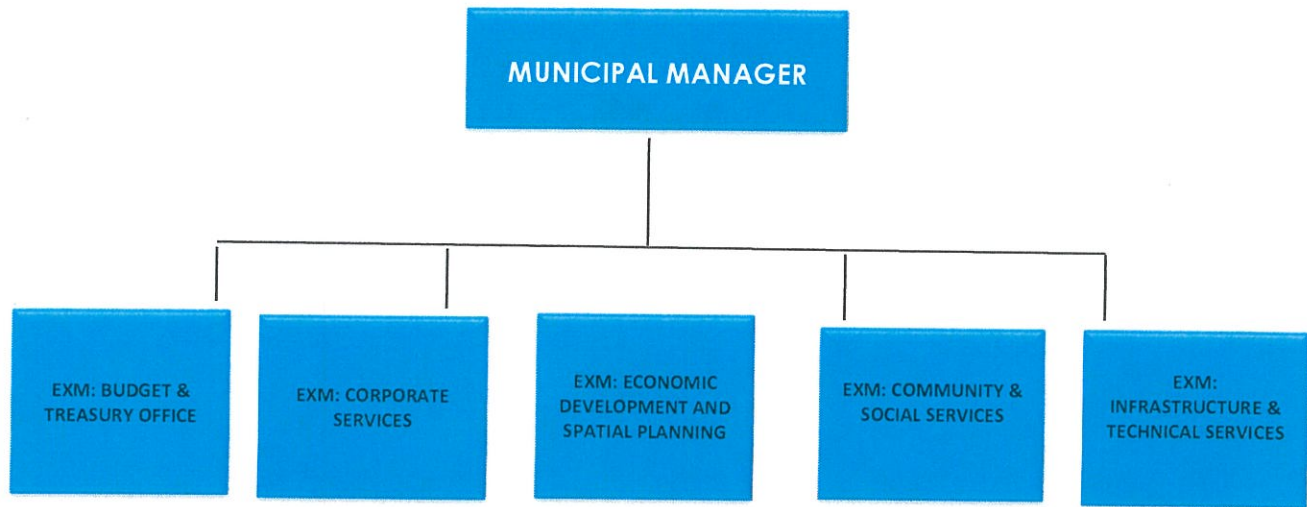 MUNICIPAL MANAGER
EXM: BUDGET &
TREASURY OFFICE
EXM: CORPORATE
SERVICES
EXM: ECONOMIC
DEVELOPMENT AND
SPATIAL PLANNING
EXM: COMMUNITY &
SOCIAL SERVICES
EXM:
INFRASTRUCTURE &
TECHNICAL SERVICES